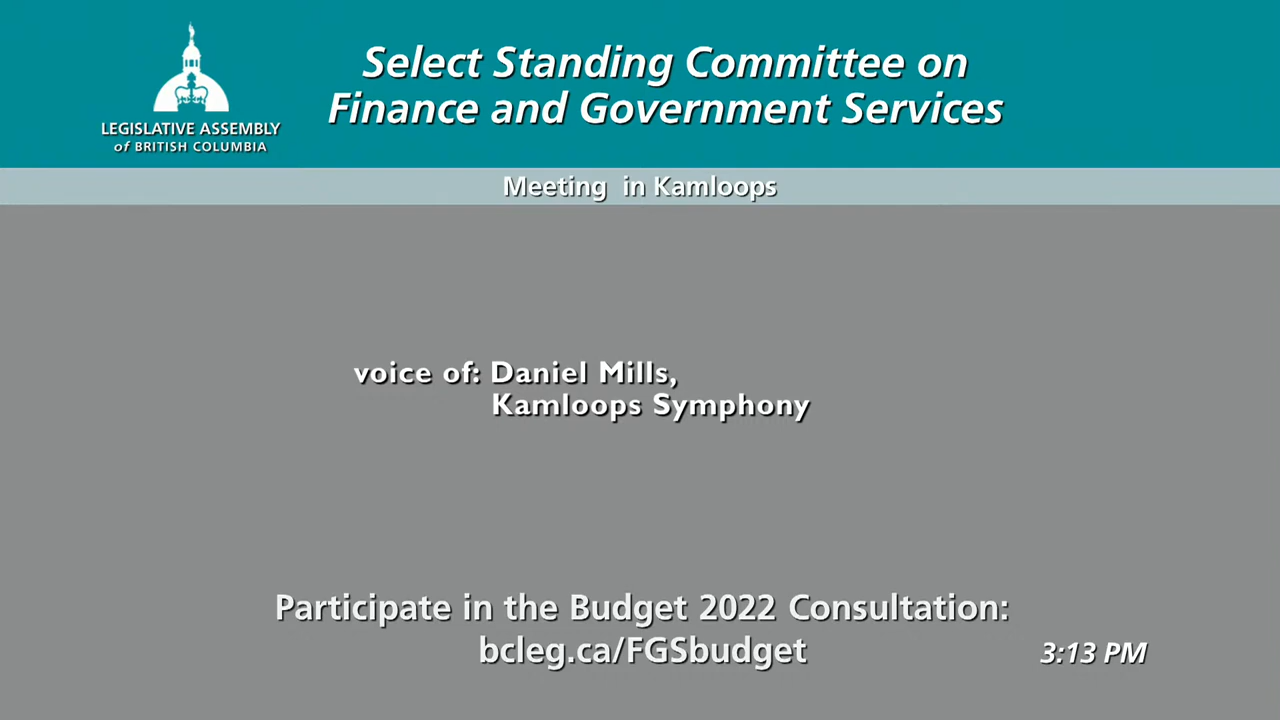 Select Standing Committee on
Finance and Government Services
LEGISLATIVE ASSEMBLY
of BRITISH COLUMBIA
Meeting in Kamloops
voice of: Daniel Mills,
Kamloops Symphony
Participate in the Budget 2022 Consultation:
bcleg.ca/FGSbudget
3:13 PM